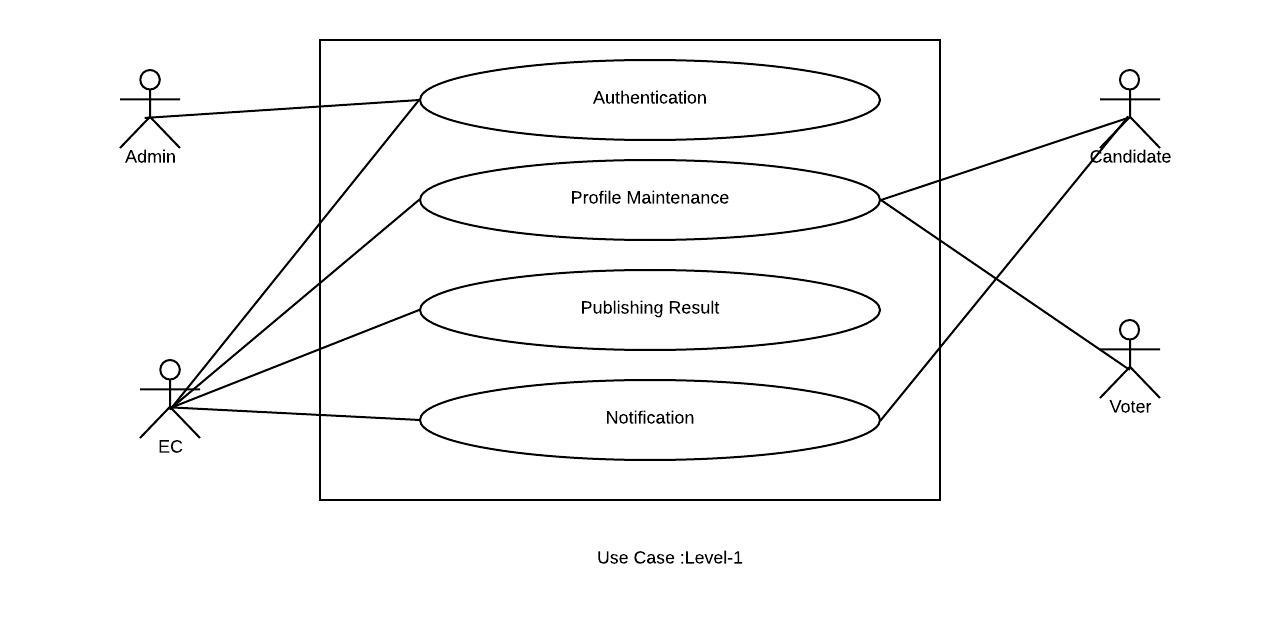 Authentication
Admin
Candidate
Profile Maintenance
Publishing Result
Voter
Notification
EC
Use Case :Level-1